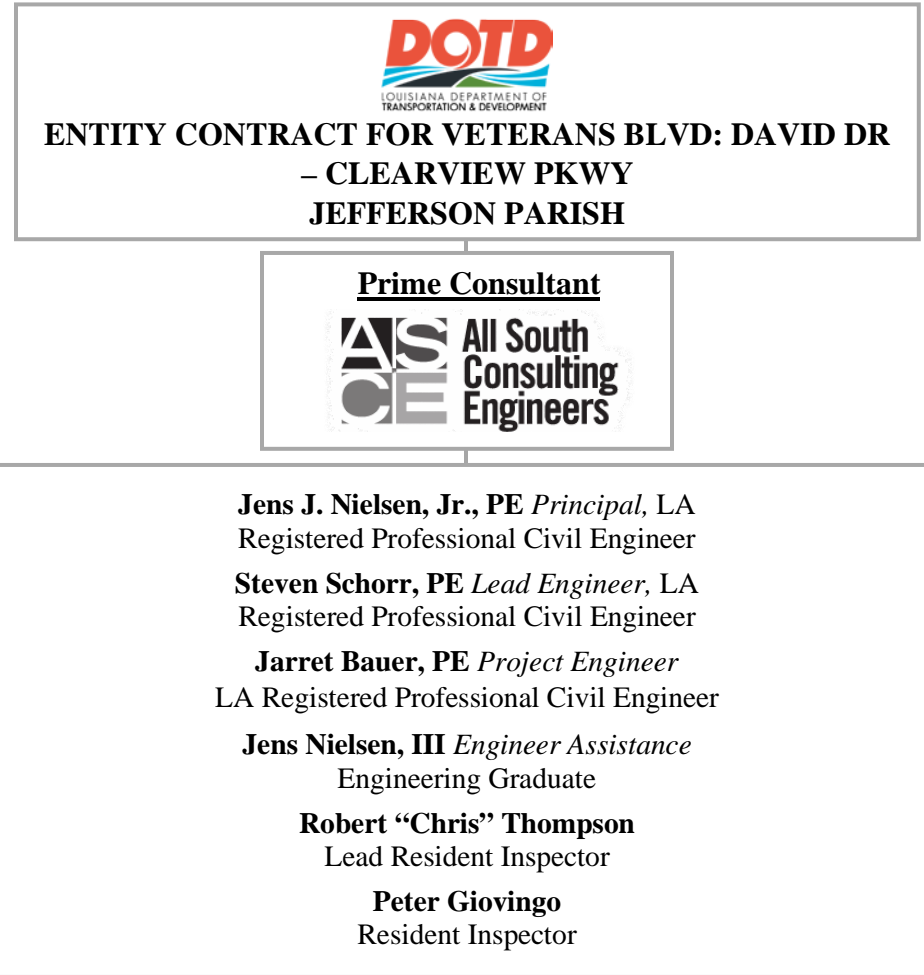 DOTD
LOUISIANA DEPARTMENT OF
TRANSPORTATION & DEVELOPMENT
ENTITY CONTRACT FOR VETERANS BLVD: DAVID DR
– CLEARVIEW PKWY
JEFFERSON PARISH
Prime Consultant
AS
CE
All South
Consulting
Engineers
Jens J. Nielsen, Jr., PE Principal, LA
Registered Professional Civil Engineer
Steven Schorr, PE Lead Engineer, LA
Registered Professional Civil Engineer
Jarret Bauer, PE Project Engineer
LA Registered Professional Civil Engineer
Jens Nielsen, III Engineer Assistance
Engineering Graduate
Robert “Chris” Thompson
Lead Resident Inspector
Peter Giovingo
Resident Inspector